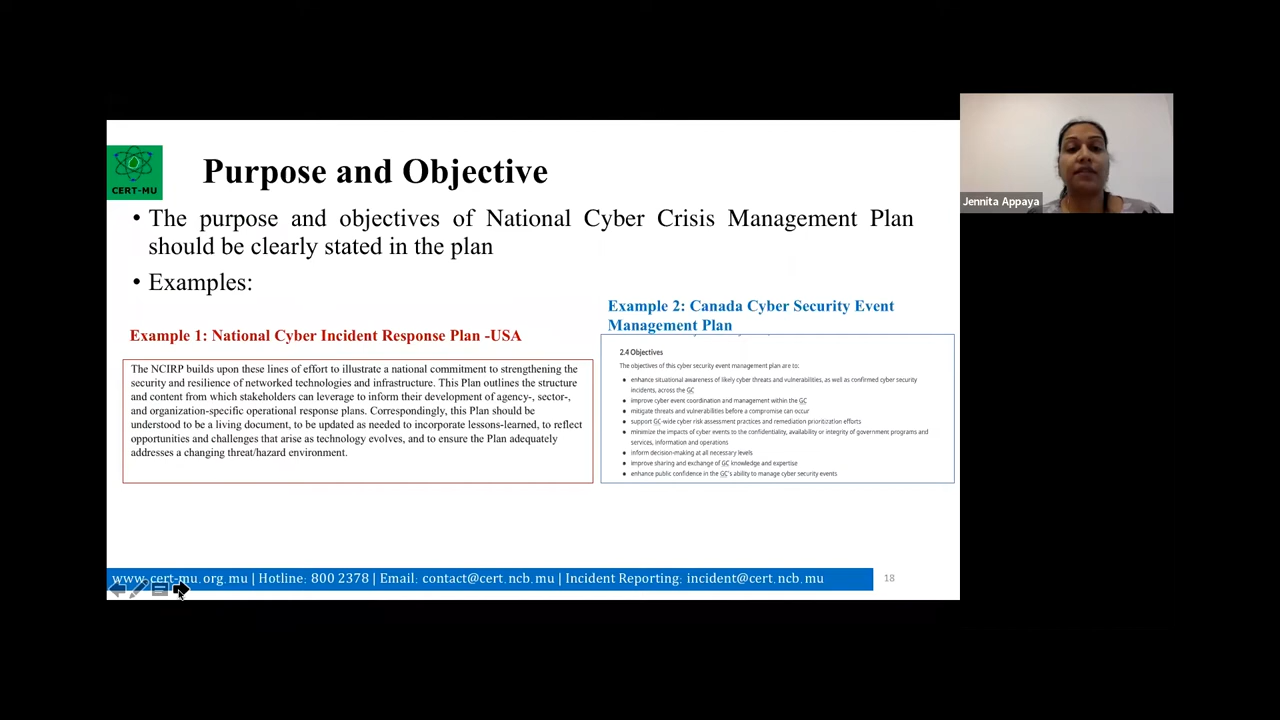 Purpose and Objective
CERT-MU
• The purpose and objectives of National Cyber Crisis Management Plan
should be clearly stated in the plan
• Examples:
Example 1: National Cyber Incident Response Plan -USA
The NCIRP builds upon these lines of effort to illustrate a national commitment to strengthening the
security and resilience of networked technologies and infrastructure. This Plan outlines the structure
and content from which stakeholders can leverage to inform their development of agency-, sector-,
and organization-specific operational response plans. Correspondingly, this Plan should be
understood to be a living document, to be updated as needed to incorporate lessons-learned, to reflect
opportunities and challenges that arise as technology evolves, and to ensure the Plan adequately
addresses a changing threat/hazard environment.
Example 2: Canada Cyber Security Event
Management Plan
2.4 Objectives
The objectives of this cyber security event management plan are to:
• enhance situational awareness of likely cyber threats and vulnerabilities, as well as confirmed cyber security
incidents, across the GC
• improve cyber event coordination and management within the GC
• mitigate threats and vulnerabilities before a compromise can occur
• support GC-wide cyber risk assessment practices and remediation prioritization efforts
• minimize the impacts of cyber events to the confidentiality, availability or integrity of government programs and
services, information and operations
• inform decision-making at all necessary levels
• improve sharing and exchange of GC knowledge and expertise
• enhance public confidence in the GC's ability to manage cyber security events
www.cert-mu.org.mu | Hotline: 800 2378 | Email: contact@cert.ncb.mu | Incident Reporting: incident@cert.ncb.mu
18
Jennita Appaya